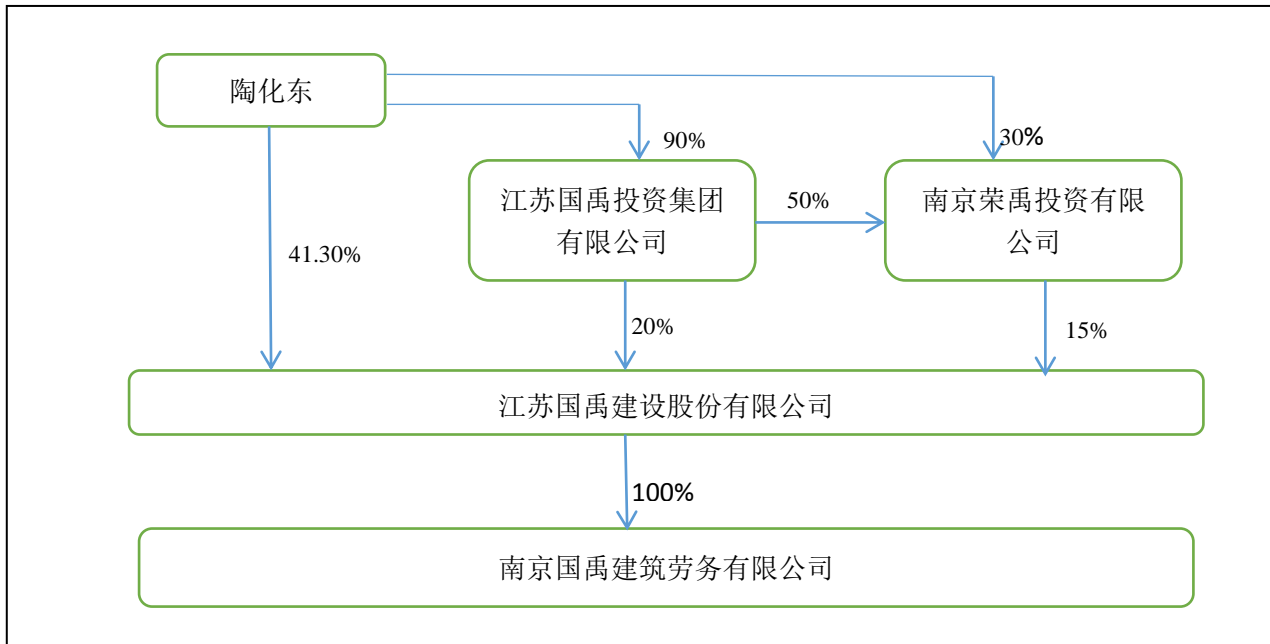 陶化东
90%
30%
江苏国禹投资集团
有限公司
50%
南京荣禹投资有限
公司
41.30%
20%
15%
江苏国禹建设股份有限公司
100%
南京国禹建筑劳务有限公司